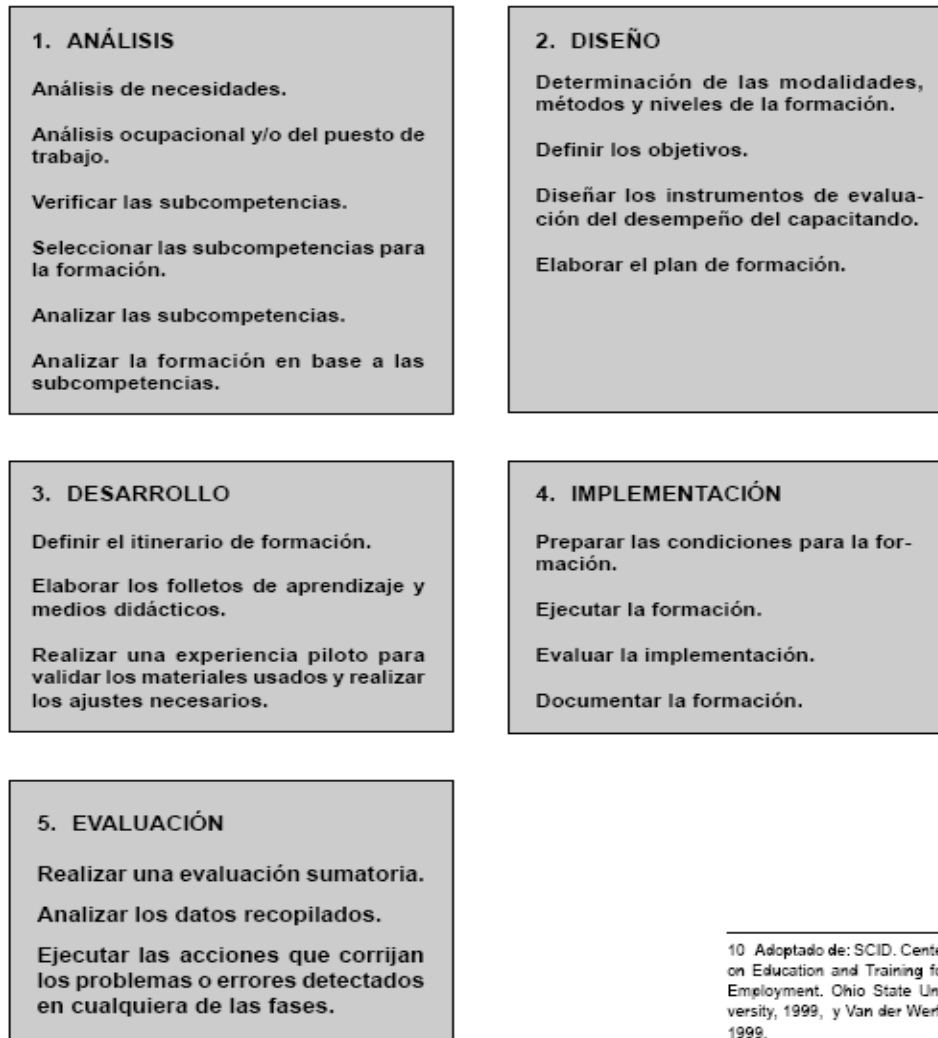 1. ANÁLISIS
Análisis de necesidades.
Análisis ocupacional y/o del puesto de
trabajo.
Verificar las subcompetencias.
Seleccionar las subcompetencias para
la formación.
Analizar las subcompetencias.
Analizar la formación en base a las
subcompetencias.
2. DISEÑO
Determinación de las modalidades,
métodos y niveles de la formación.
Definir los objetivos.
Diseñar los instrumentos de evalua-
ción del desempeño del capacitando.
Elaborar el plan de formación.
3. DESARROLLO
Definir el itinerario de formación.
Elaborar los folletos de aprendizaje y
medios didácticos.
Realizar una experiencia piloto para
validar los materiales usados y realizar
los ajustes necesarios.
4. IMPLEMENTACIÓN
Preparar las condiciones para la for-
mación.
Ejecutar la formación.
Evaluar la implementación.
Documentar la formación.
5. EVALUACIÓN
Realizar una evaluación sumatoria.
Analizar los datos recopilados.
Ejecutar las acciones que corrijan
los problemas o errores detectados
en cualquiera de las fases.
10 Adoptado de: SCID.
on Education and Training
Employment. Ohio State
versity, 1999, y Van der
1999.